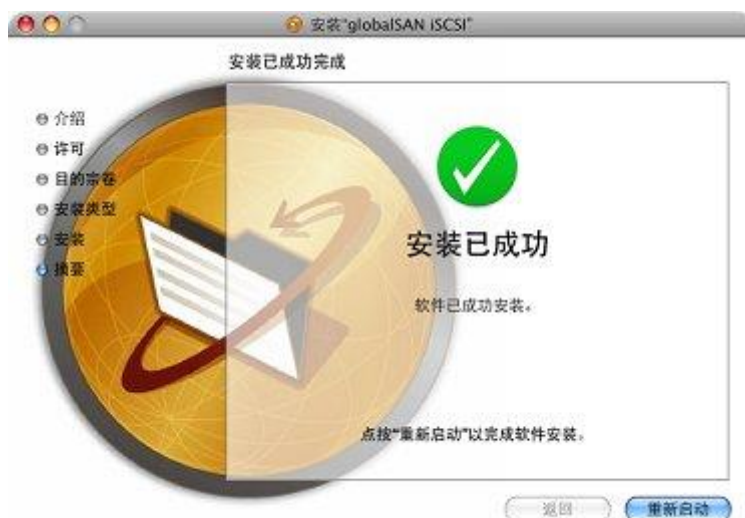 安装“globalSAN iSCSI”
安装已成功完成
介绍
许可
目的宗卷
安装类型
安装
摘要
安装已成功
软件已成功安装。
点按“重新启动”以完成软件安装。
返回
重新启动